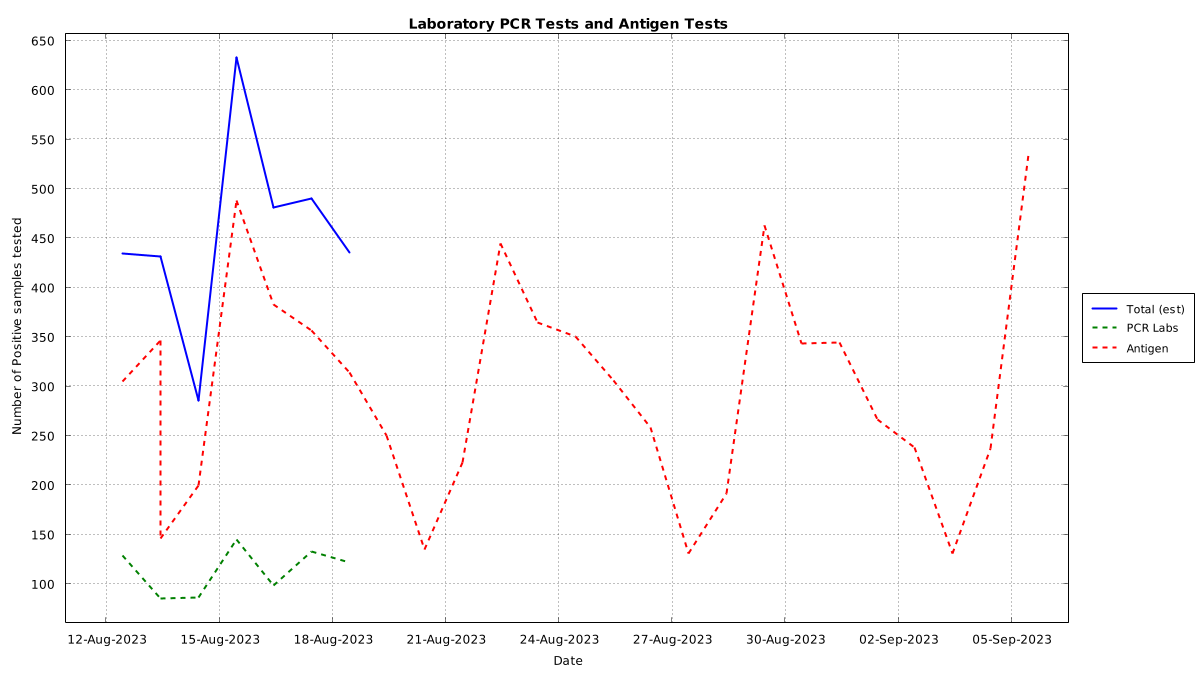 Laboratory PCR Tests and Antigen Tests
650
600
550
500
450
400
350
300
250
200
150
100
Number of Positive samples tested
12-Aug-2023 15-Aug-2023 18-Aug-2023 21-Aug-2023 24-Aug-2023 27-Aug-2023 30-Aug-2023 02-Sep-2023 05-Sep-2023
Date
Total (est)
PCR Labs
Antigen